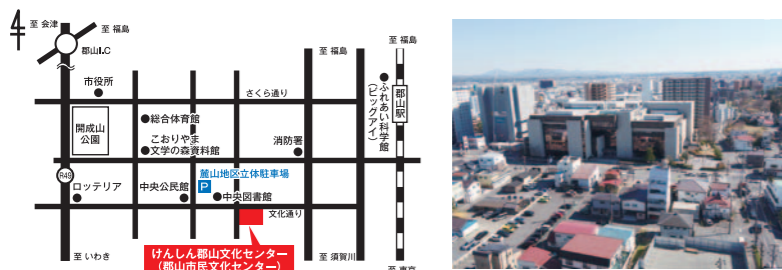 至 会津
至 福島
郡山I.C
至 福島
至 福島
市役所
さくら通り
郡山駅
ふれあい科学館
(ビッグアイ)
開成山
公園
総合体育館
こおりやま
文学の森資料館
消防署
麓山地区立体駐車場
P
R49
ロッテリア
中央公民館
中央図書館
文化通り
至 いわき
けんしん郡山文化センター
(郡山市民文化センター)
至 須賀川
至 東京